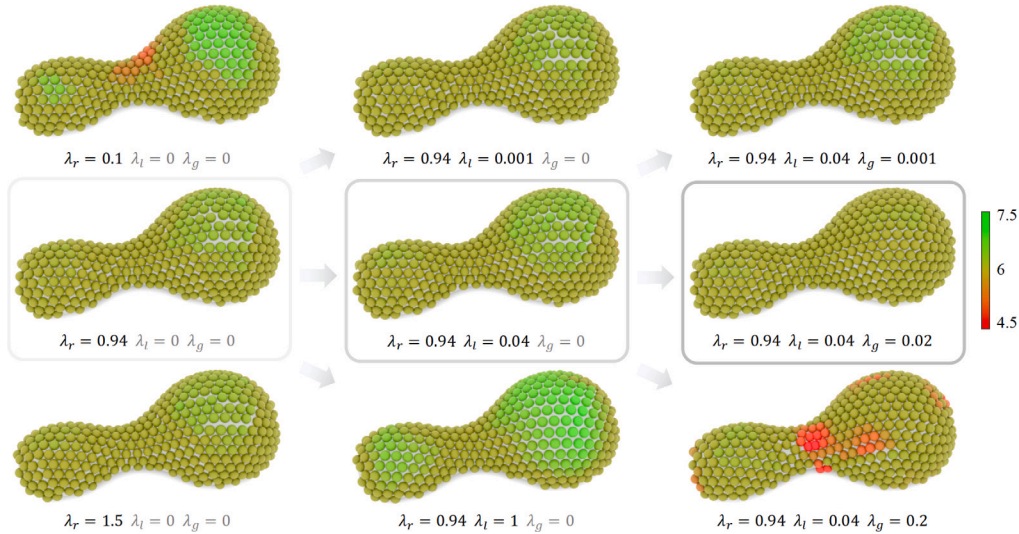 λr = 0.1 λl = 0 λg = 0
λr = 0.94 λl = 0.001 λg = 0
λr = 0.94 λl = 0.04 λg = 0.001
λr = 0.94 λl = 0 λg = 0
λr = 0.94 λl = 0.04 λg = 0
λr = 0.94 λl = 0.04 λg = 0.02
7.5
6
4.5
λr = 1.5 λl = 0 λg = 0
λr = 0.94 λl = 1 λg = 0
λr = 0.94 λl = 0.04 λg = 0.2